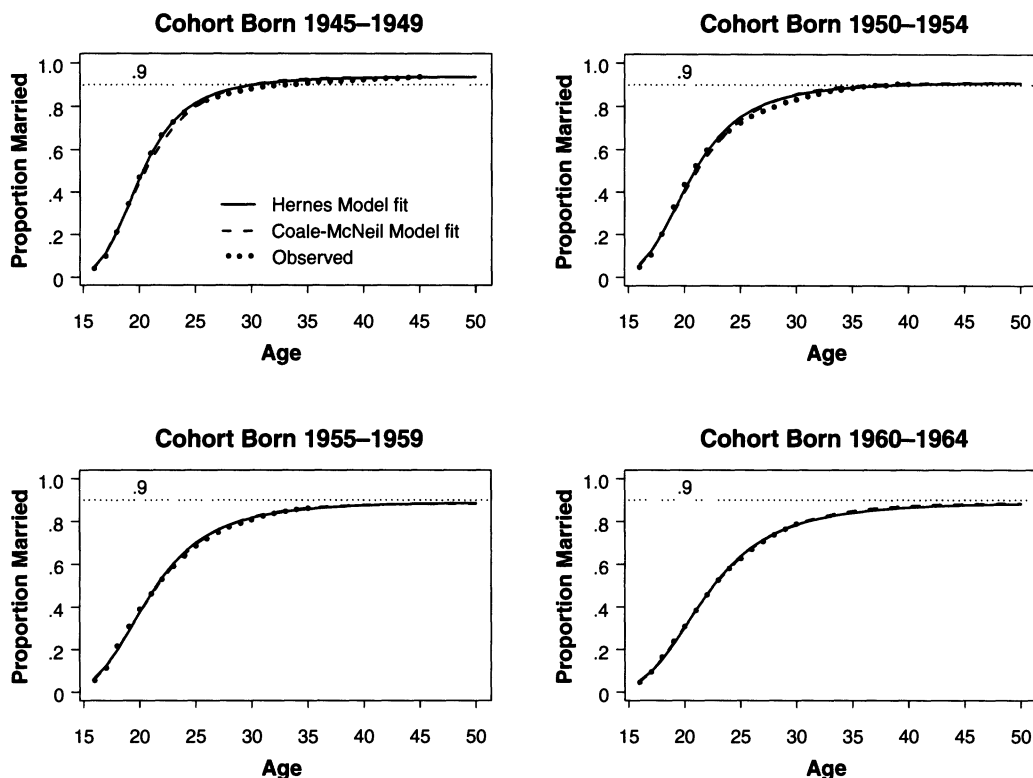 Cohort Born 1945–1949
Proportion Married
1.0
.9
.8
.6
.4
.2
0
Hernes Model fit
Coale-McNeil Model fit
Observed
15 20 25 30 35 40 45 50
Age
Cohort Born 1950–1954
Proportion Married
1.0
.9
.8
.6
.4
.2
0
15 20 25 30 35 40 45 50
Age
Cohort Born 1955–1959
Proportion Married
1.0
.9
.8
.6
.4
.2
0
15 20 25 30 35 40 45 50
Age
Cohort Born 1960–1964
Proportion Married
1.0
.9
.8
.6
.4
.2
0
15 20 25 30 35 40 45 50
Age